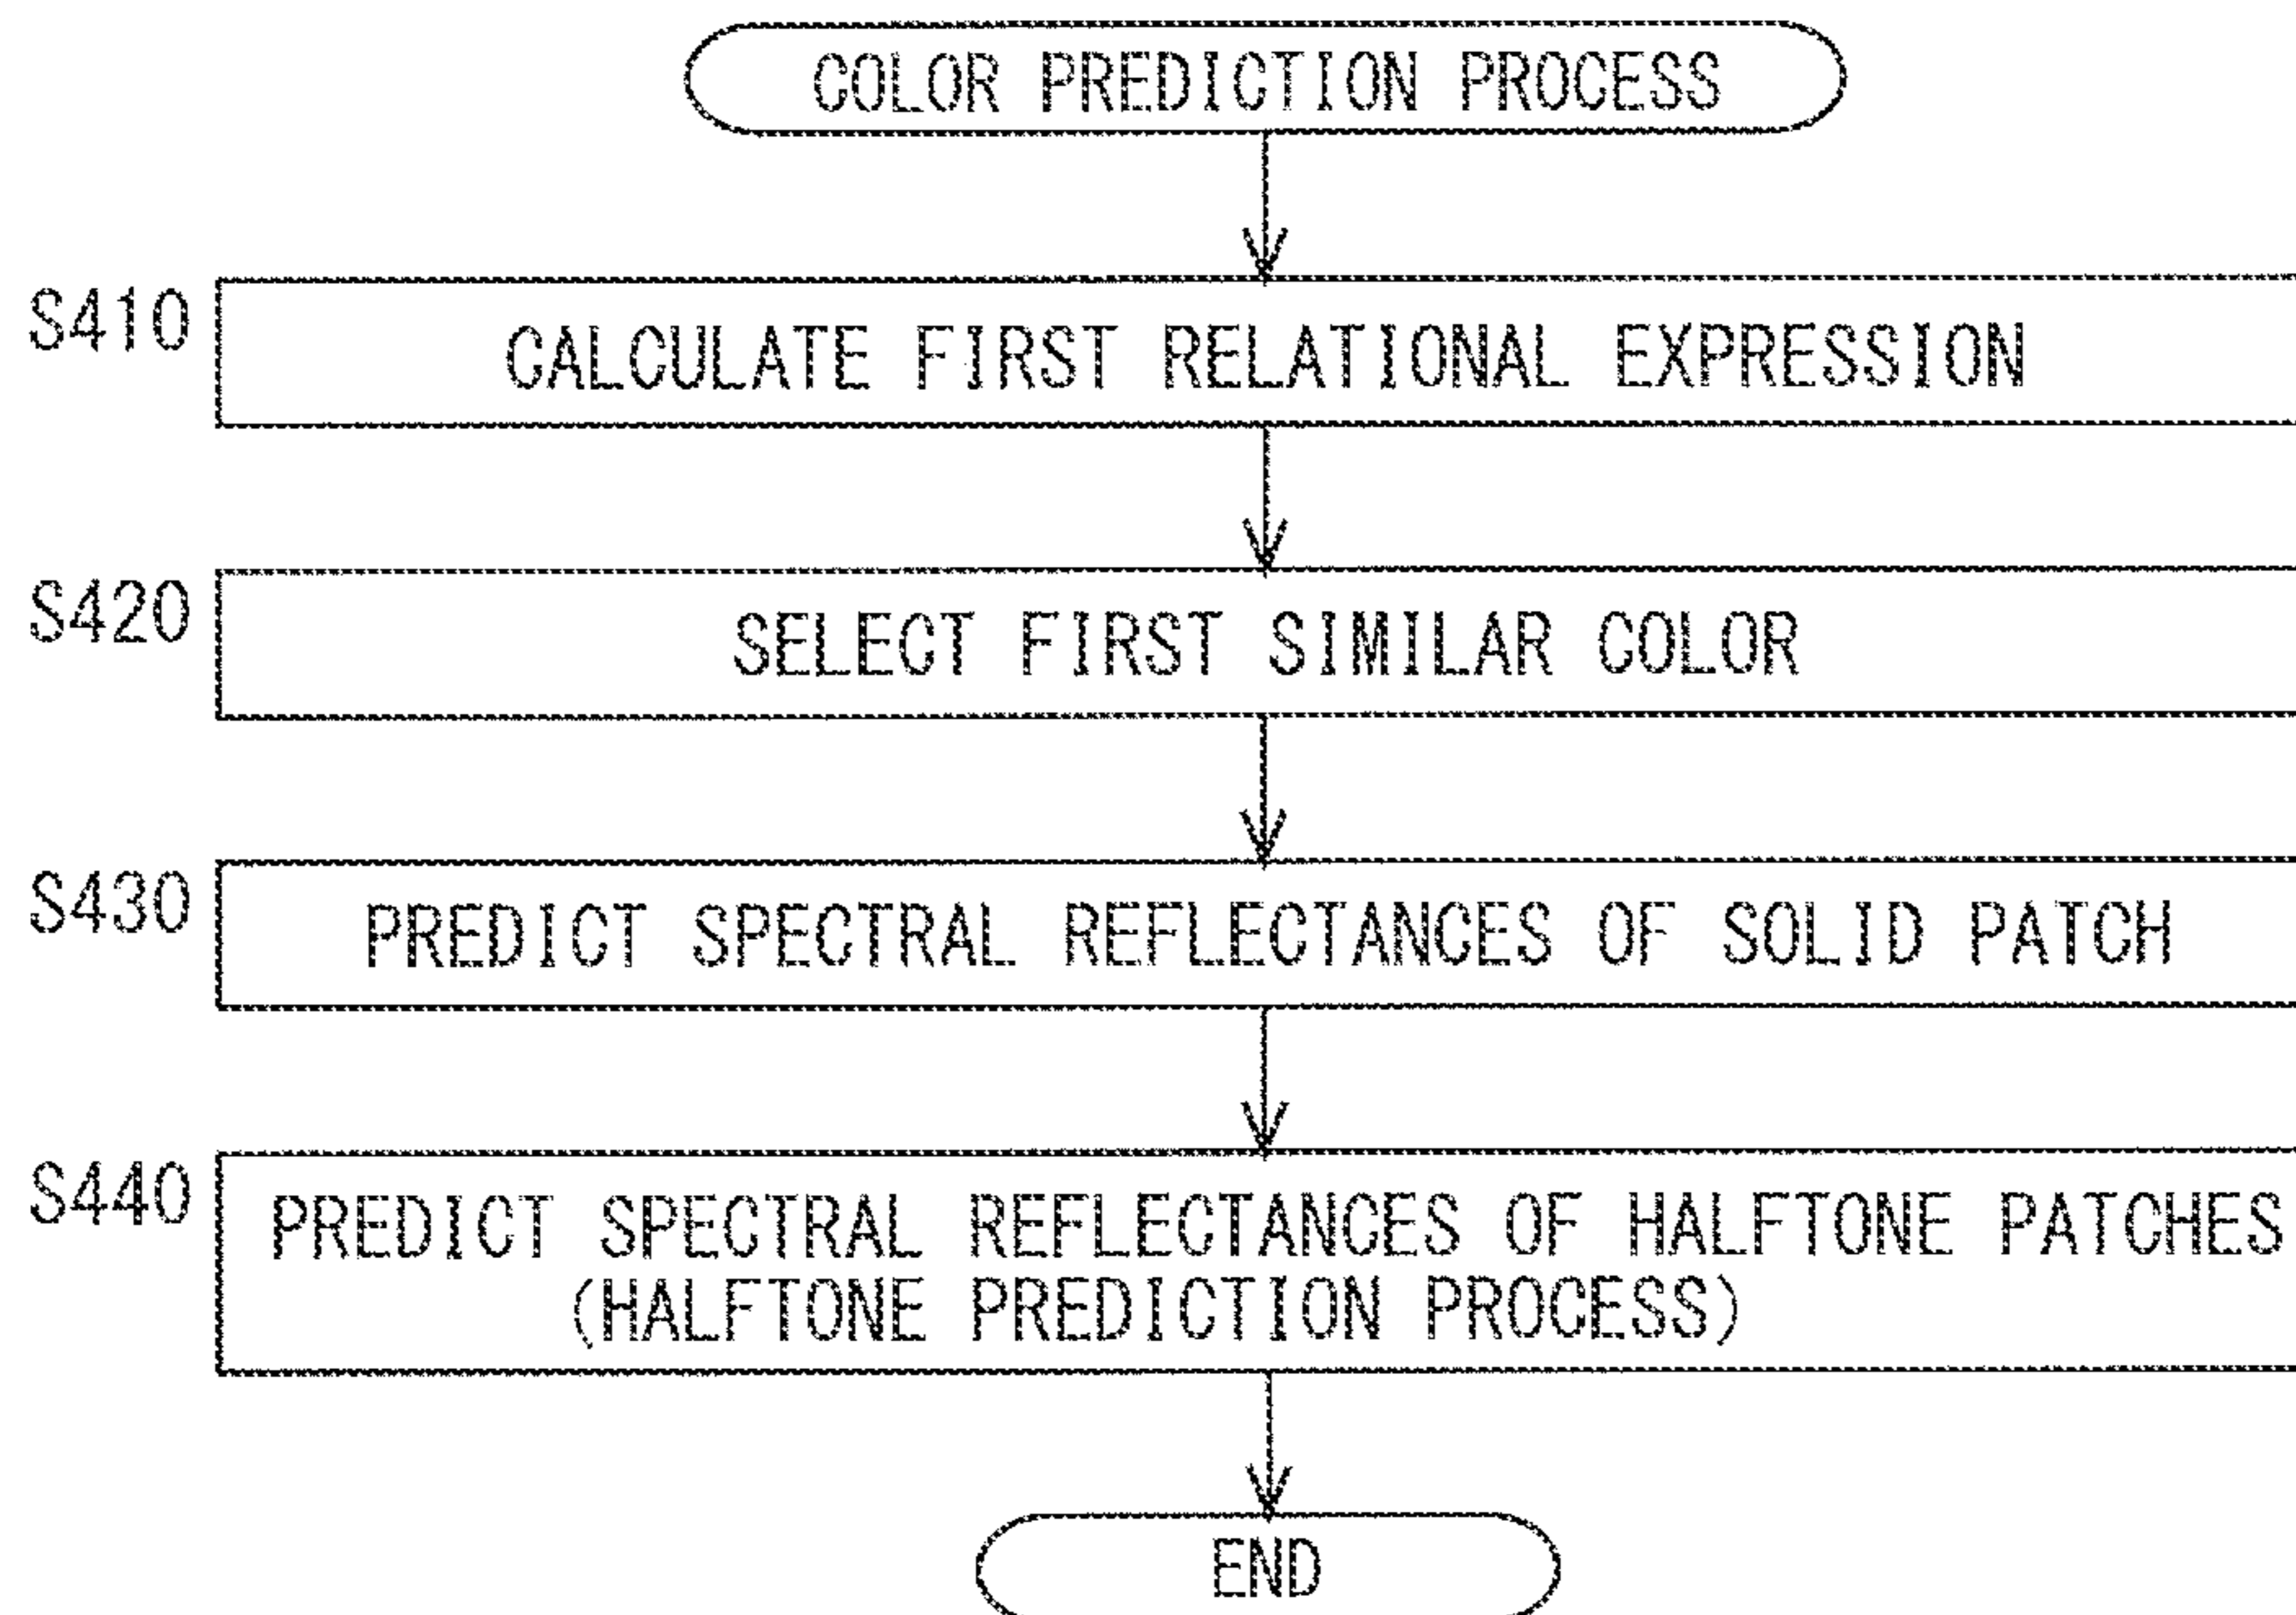 COLOR PREDICTION PROCESS
S410
CALCULATE FIRST RELATIONAL EXPRESSION
S420
SELECT FIRST SIMILAR COLOR
S430
PREDICT SPECTRAL REFLECTANCES OF SOLID PATCH
S440
PREDICT SPECTRAL REFLECTANCES OF HALFTONE PATCHES
(HALFTONE PREDICTION PROCESS)
END